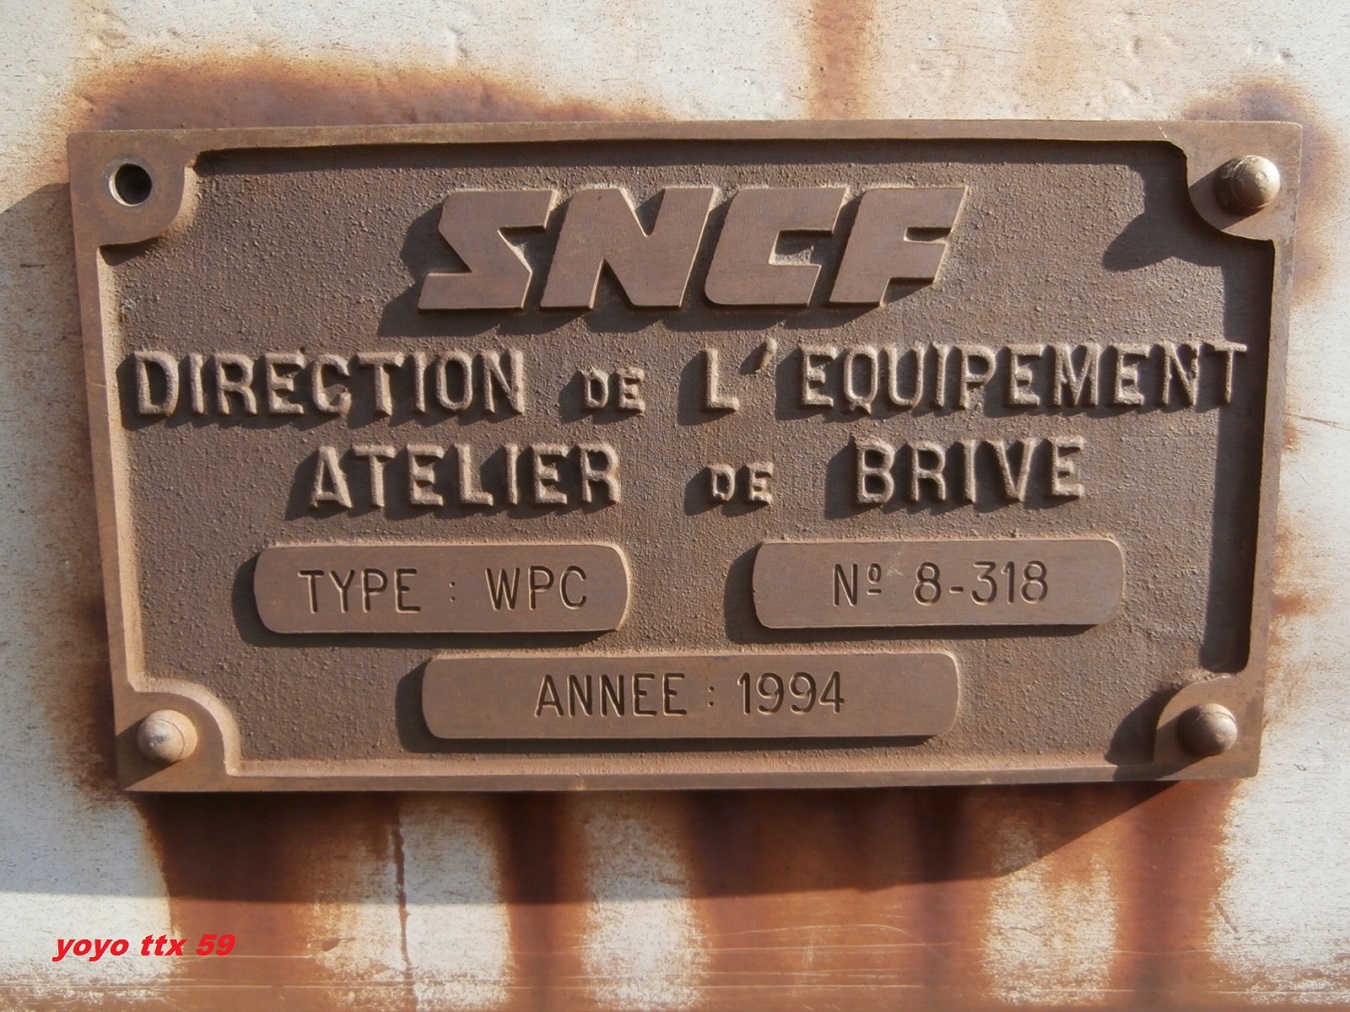 SNCF
DIRECTION DE L'EQUIPEMENT
ATELIER DE BRIVE
TYPE : WPC
Nº 8-318
ANNEE : 1994
yoyo ttx 59